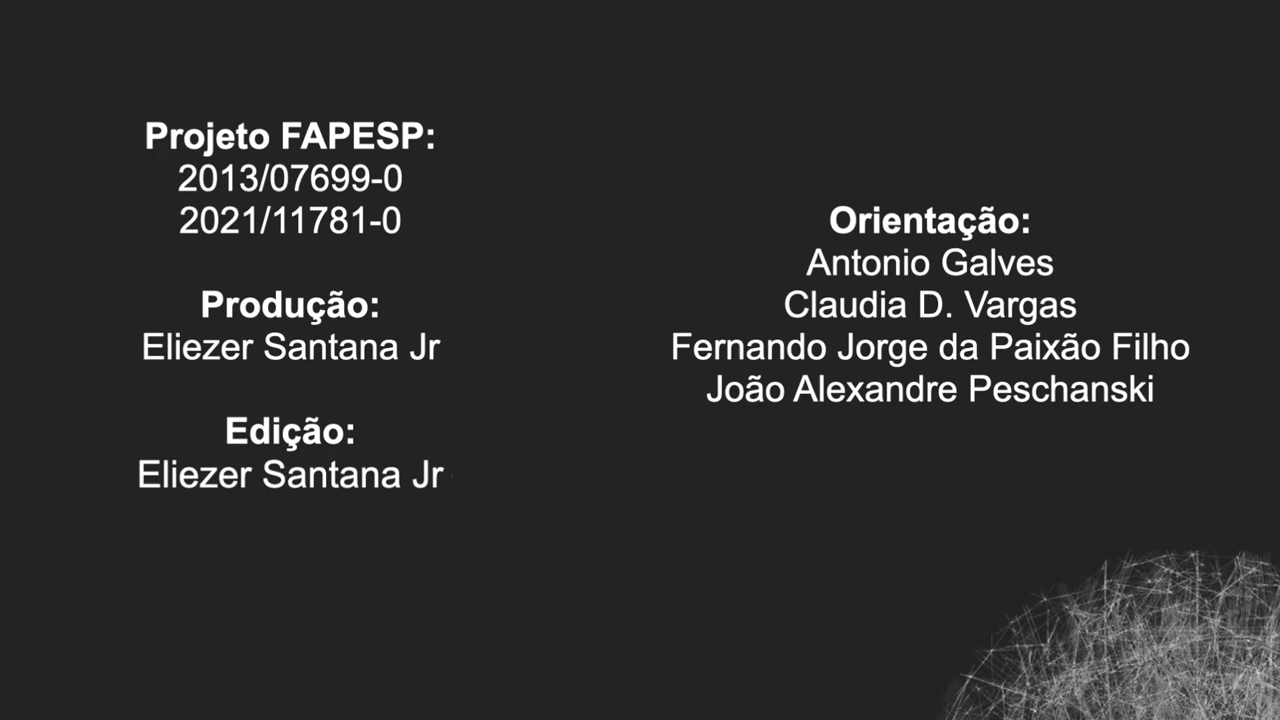 Projeto FAPESP:
2013/07699-0
2021/11781-0
Produção:
Eliezer Santana Jr
Edição:
Eliezer Santana Jr
Orientação:
Antonio Galves
Claudia D. Vargas
Fernando Jorge da Paixão Filho
João Alexandre Peschanski